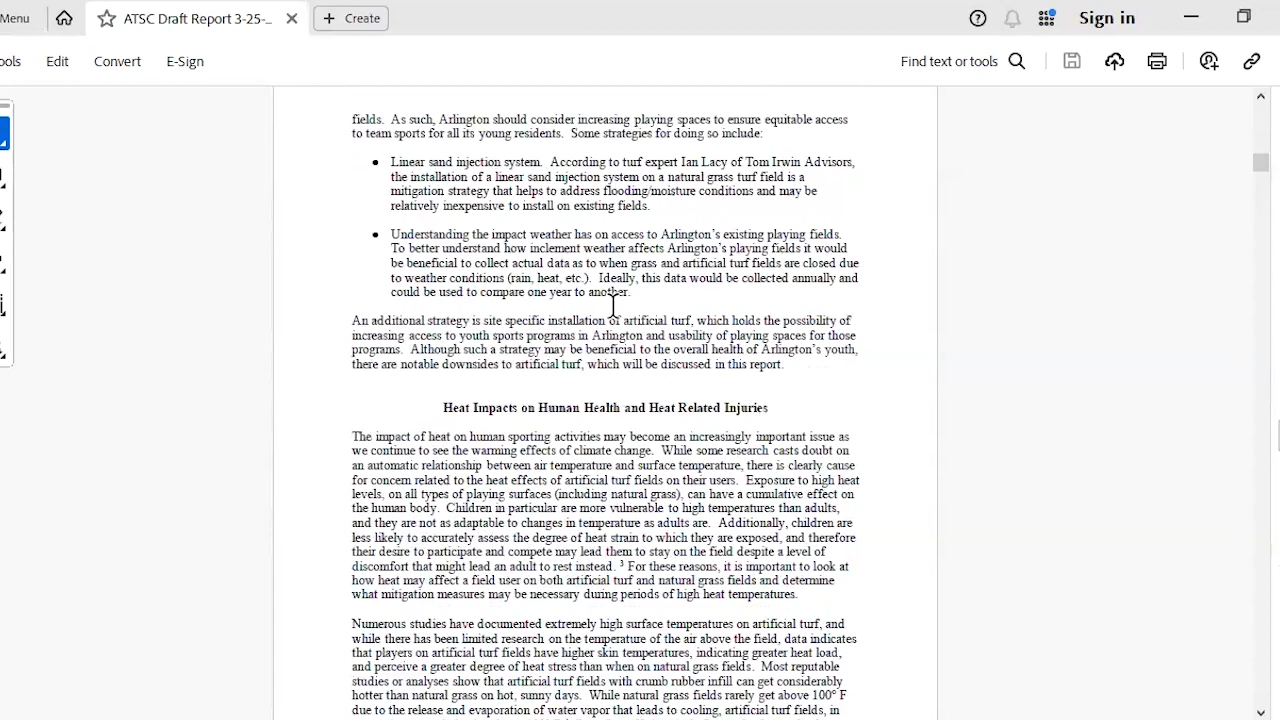 Menu
ATSC Draft Report 3-25-...
Create
Sign in
ools
Edit
Convert
E-Sign
Find text or tools
fields. As such, Arlington should consider increasing playing spaces to ensure equitable access
to team sports for all its young residents. Some strategies for doing so include:
• Linear sand injection system. According to turf expert Ian Lacy of Tom Irwin Advisors,
the installation of a linear sand injection system on a natural grass turf field is a
mitigation strategy that helps to address flooding/moisture conditions and may be
relatively inexpensive to install on existing fields.
• Understanding the impact weather has on access to Arlington's existing playing fields.
To better understand how inclement weather affects Arlington's playing fields it would
be beneficial to collect actual data as to when grass and artificial turf fields are closed due
to weather conditions (rain, heat, etc.). Ideally, this data would be collected annually and
could be used to compare one year to another.
An additional strategy is site specific installation of artificial turf, which holds the possibility of
increasing access to youth sports programs in Arlington and usability of playing spaces for those
programs. Although such a strategy may be beneficial to the overall health of Arlington's youth,
there are notable downsides to artificial turf, which will be discussed in this report.
Heat Impacts on Human Health and Heat Related Injuries
The impact of heat on human sporting activities may become an increasingly important issue as
we continue to see the warming effects of climate change. While some research casts doubt on
an automatic relationship between air temperature and surface temperature, there is clearly cause
for concern related to the heat effects of artificial turf fields on their users. Exposure to high heat
levels, on all types of playing surfaces (including natural grass), can have a cumulative effect on
the human body. Children in particular are more vulnerable to high temperatures than adults,
and they are not as adaptable to changes in temperature as adults are. Additionally, children are
less likely to accurately assess the degree of heat strain to which they are exposed, and therefore
their desire to participate and compete may lead them to stay on the field despite a level of
discomfort that might lead an adult to rest instead. 3 For these reasons, it is important to look at
how heat may affect a field user on both artificial turf and natural grass fields and determine
what mitigation measures may be necessary during periods of high heat temperatures.
Numerous studies have documented extremely high surface temperatures on artificial turf, and
while there has been limited research on the temperature of the air above the field, data indicates
that players on artificial turf fields have higher skin temperatures, indicating greater heat load,
and perceive a greater degree of heat stress than when on natural grass fields. Most reputable
studies or analyses show that artificial turf fields with crumb rubber infill can get considerably
hotter than natural grass on hot, sunny days. While natural grass fields rarely get above 100° F
due to the release and evaporation of water vapor that leads to cooling, artificial turf fields, in